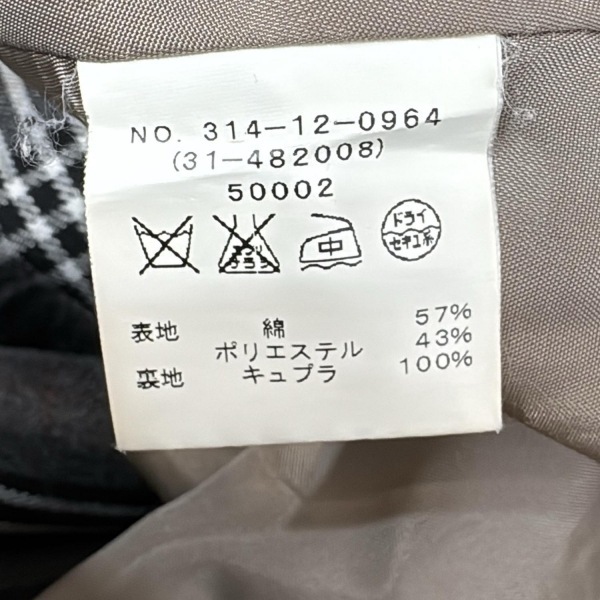 NO. 314-12-0964
(31-482008)
50002
中
ドライ
セキユ系
表地 綿 57%
ポリエステル 43%
裏地 キュプラ 100%